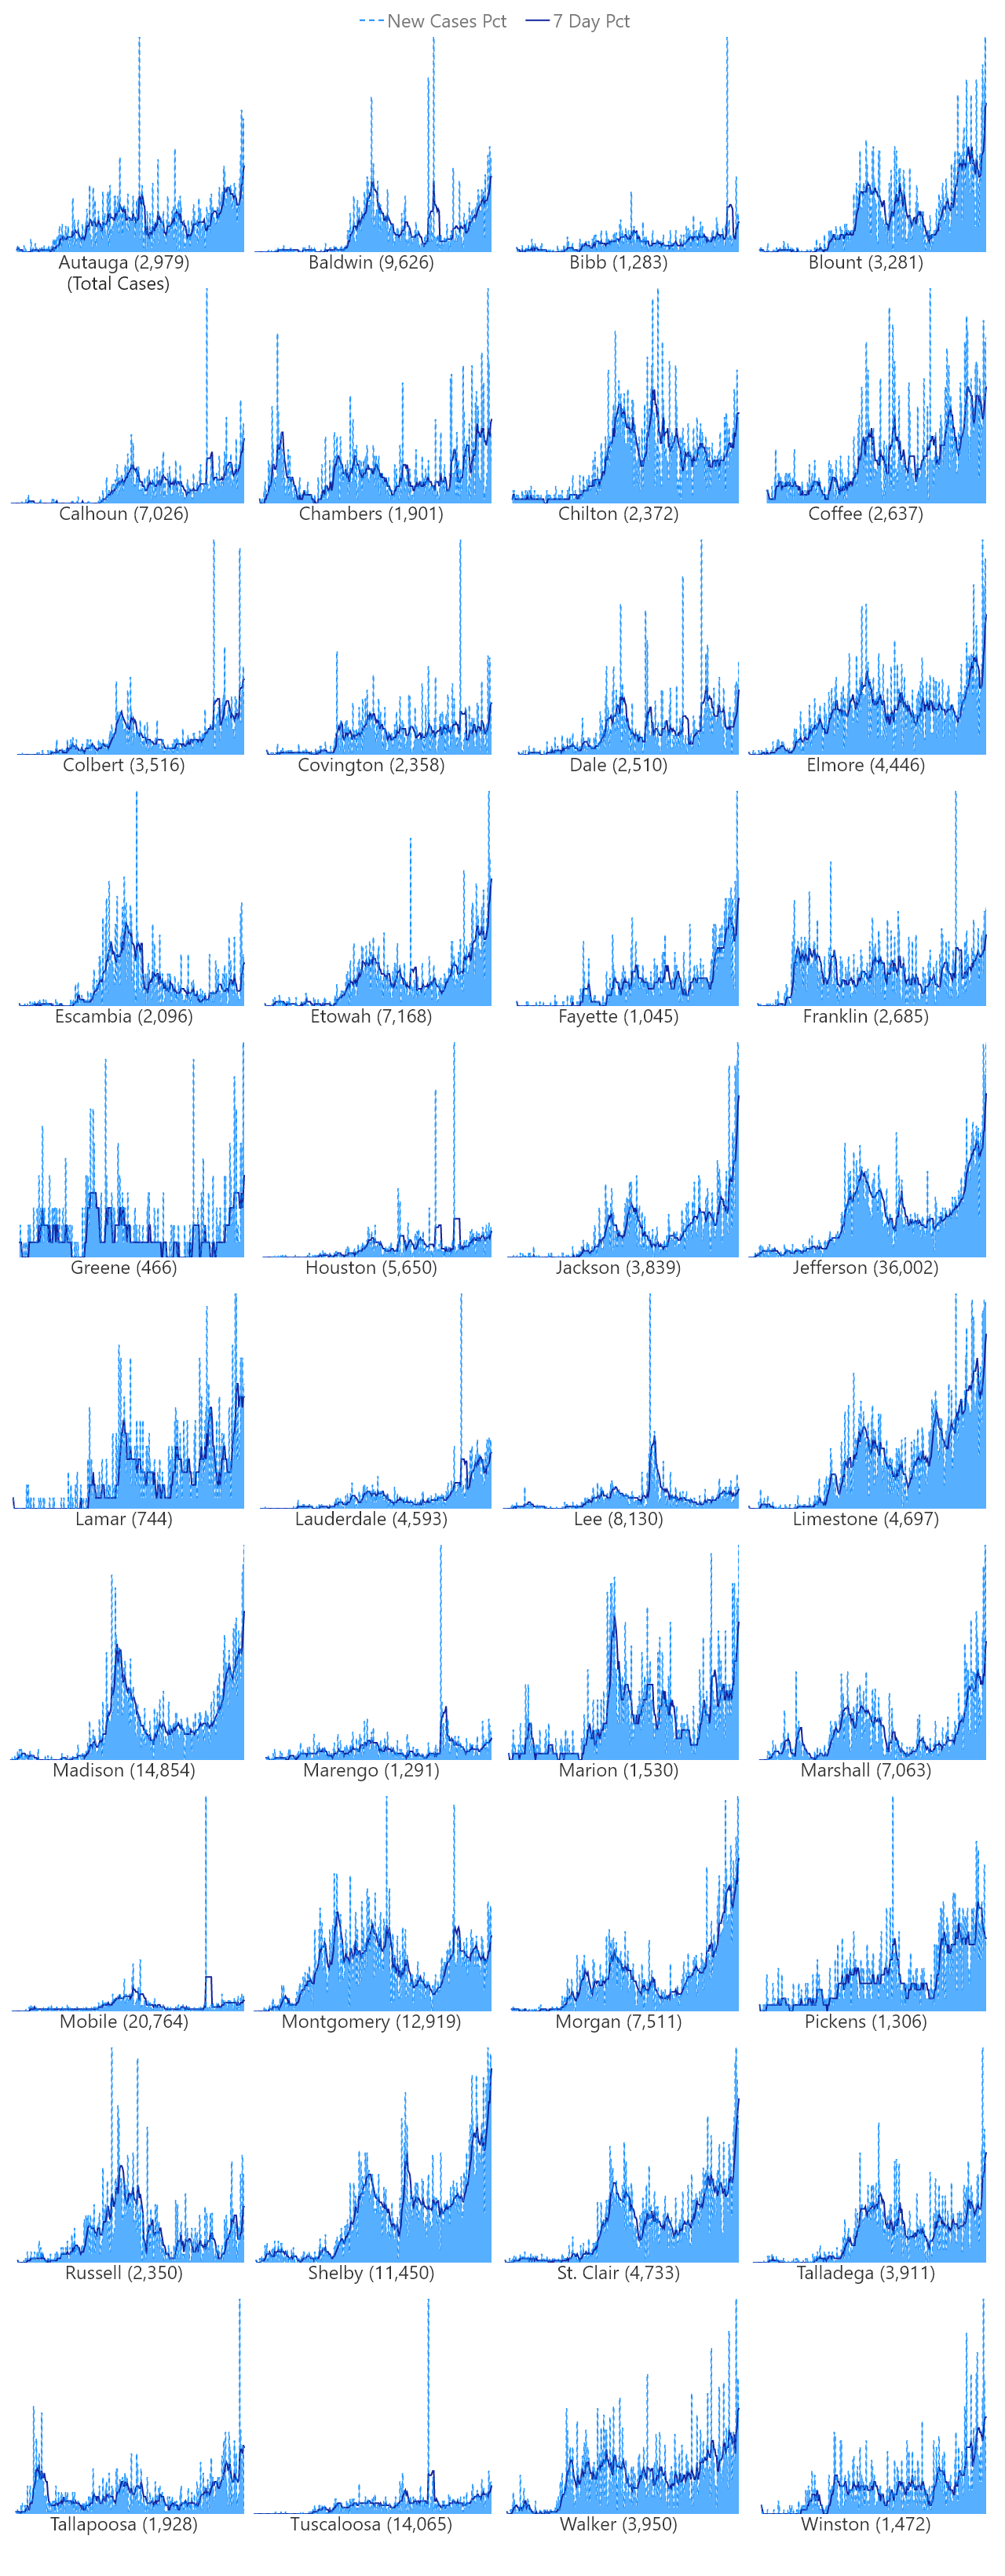 New Cases Pct 7 Day Pct
Autauga (2,979) Baldwin (9,626) Bibb (1,283) Blount (3,281)
(Total Cases)
Calhoun (7,026) Chambers (1,901) Chilton (2,372) Coffee (2,637)
Colbert (3,516) Covington (2,358) Dale (2,510) Elmore (4,446)
Escambia (2,096) Etowah (7,168) Fayette (1,045) Franklin (2,685)
Greene (466) Houston (5,650) Jackson (3,839) Jefferson (36,002)
Lamar (744) Lauderdale (4,593) Lee (8,130) Limestone (4,697)
Madison (14,854) Marengo (1,291) Marion (1,530) Marshall (7,063)
Mobile (20,764) Montgomery (12,919) Morgan (7,511) Pickens (1,306)
Russell (2,350) Shelby (11,450) St. Clair (4,733) Talladega (3,911)
Tallapoosa (1,928) Tuscaloosa (14,065) Walker (3,950) Winston (1,472)